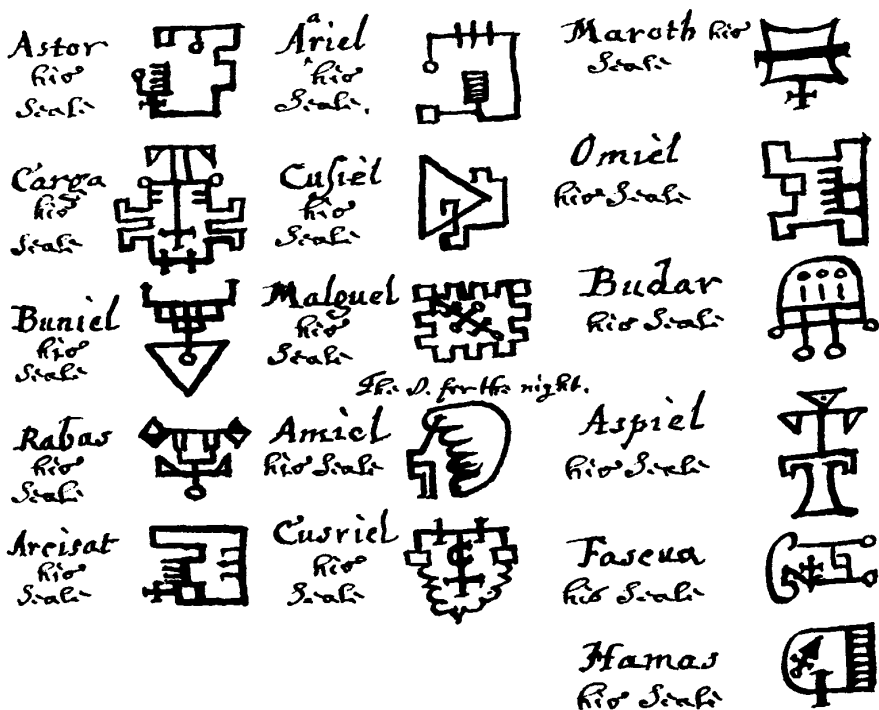 Astor
his
Seale
Ariel
a
his
Seale.
Maroth his
Seale
Carga
his
Seale
Cusiel
his
Seale
Omiel
his Seale
Buniel
his
Seale
Malguel
his
Seale
Budar
his Seale
The D. for the night.
Rabas
his
Seale
Amiel
his Seale
Aspiel
his Seale
Arcisat
his
Seale
Cusriel
his
Seale
Faseua
his Seale
Hamas
his Seale